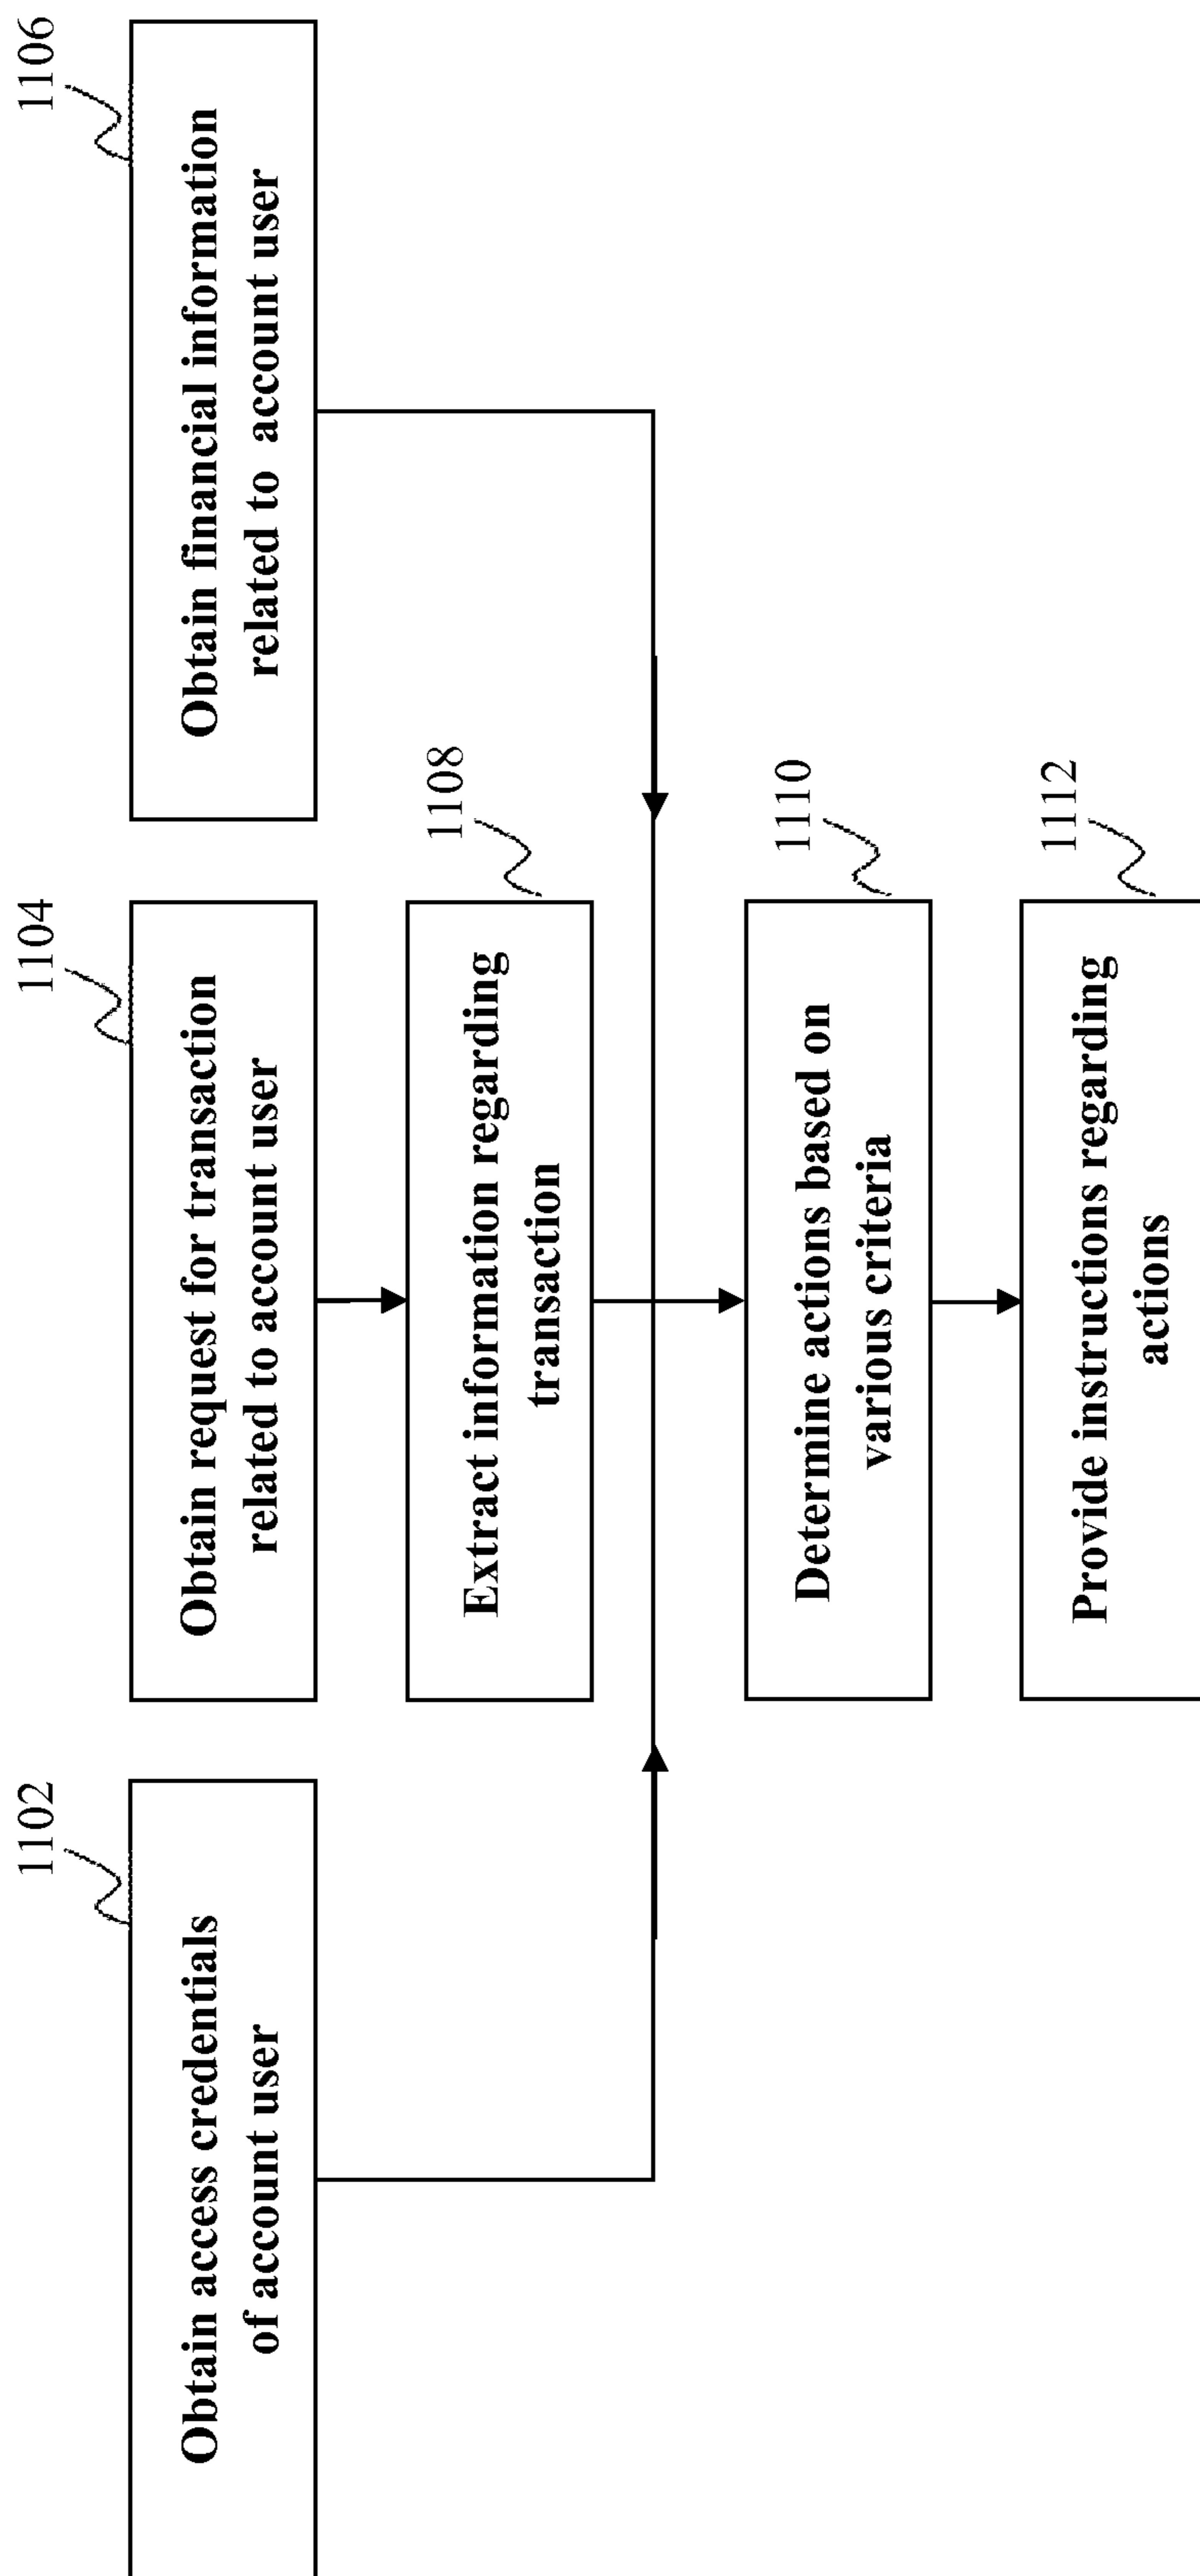 1102
Obtain access credentials
of account user
1104
Obtain request for transaction
related to account user
1106
Obtain financial information
related to account user
1108
Extract information regarding
transaction
1110
Determine actions based on
various criteria
1112
Provide instructions regarding
actions